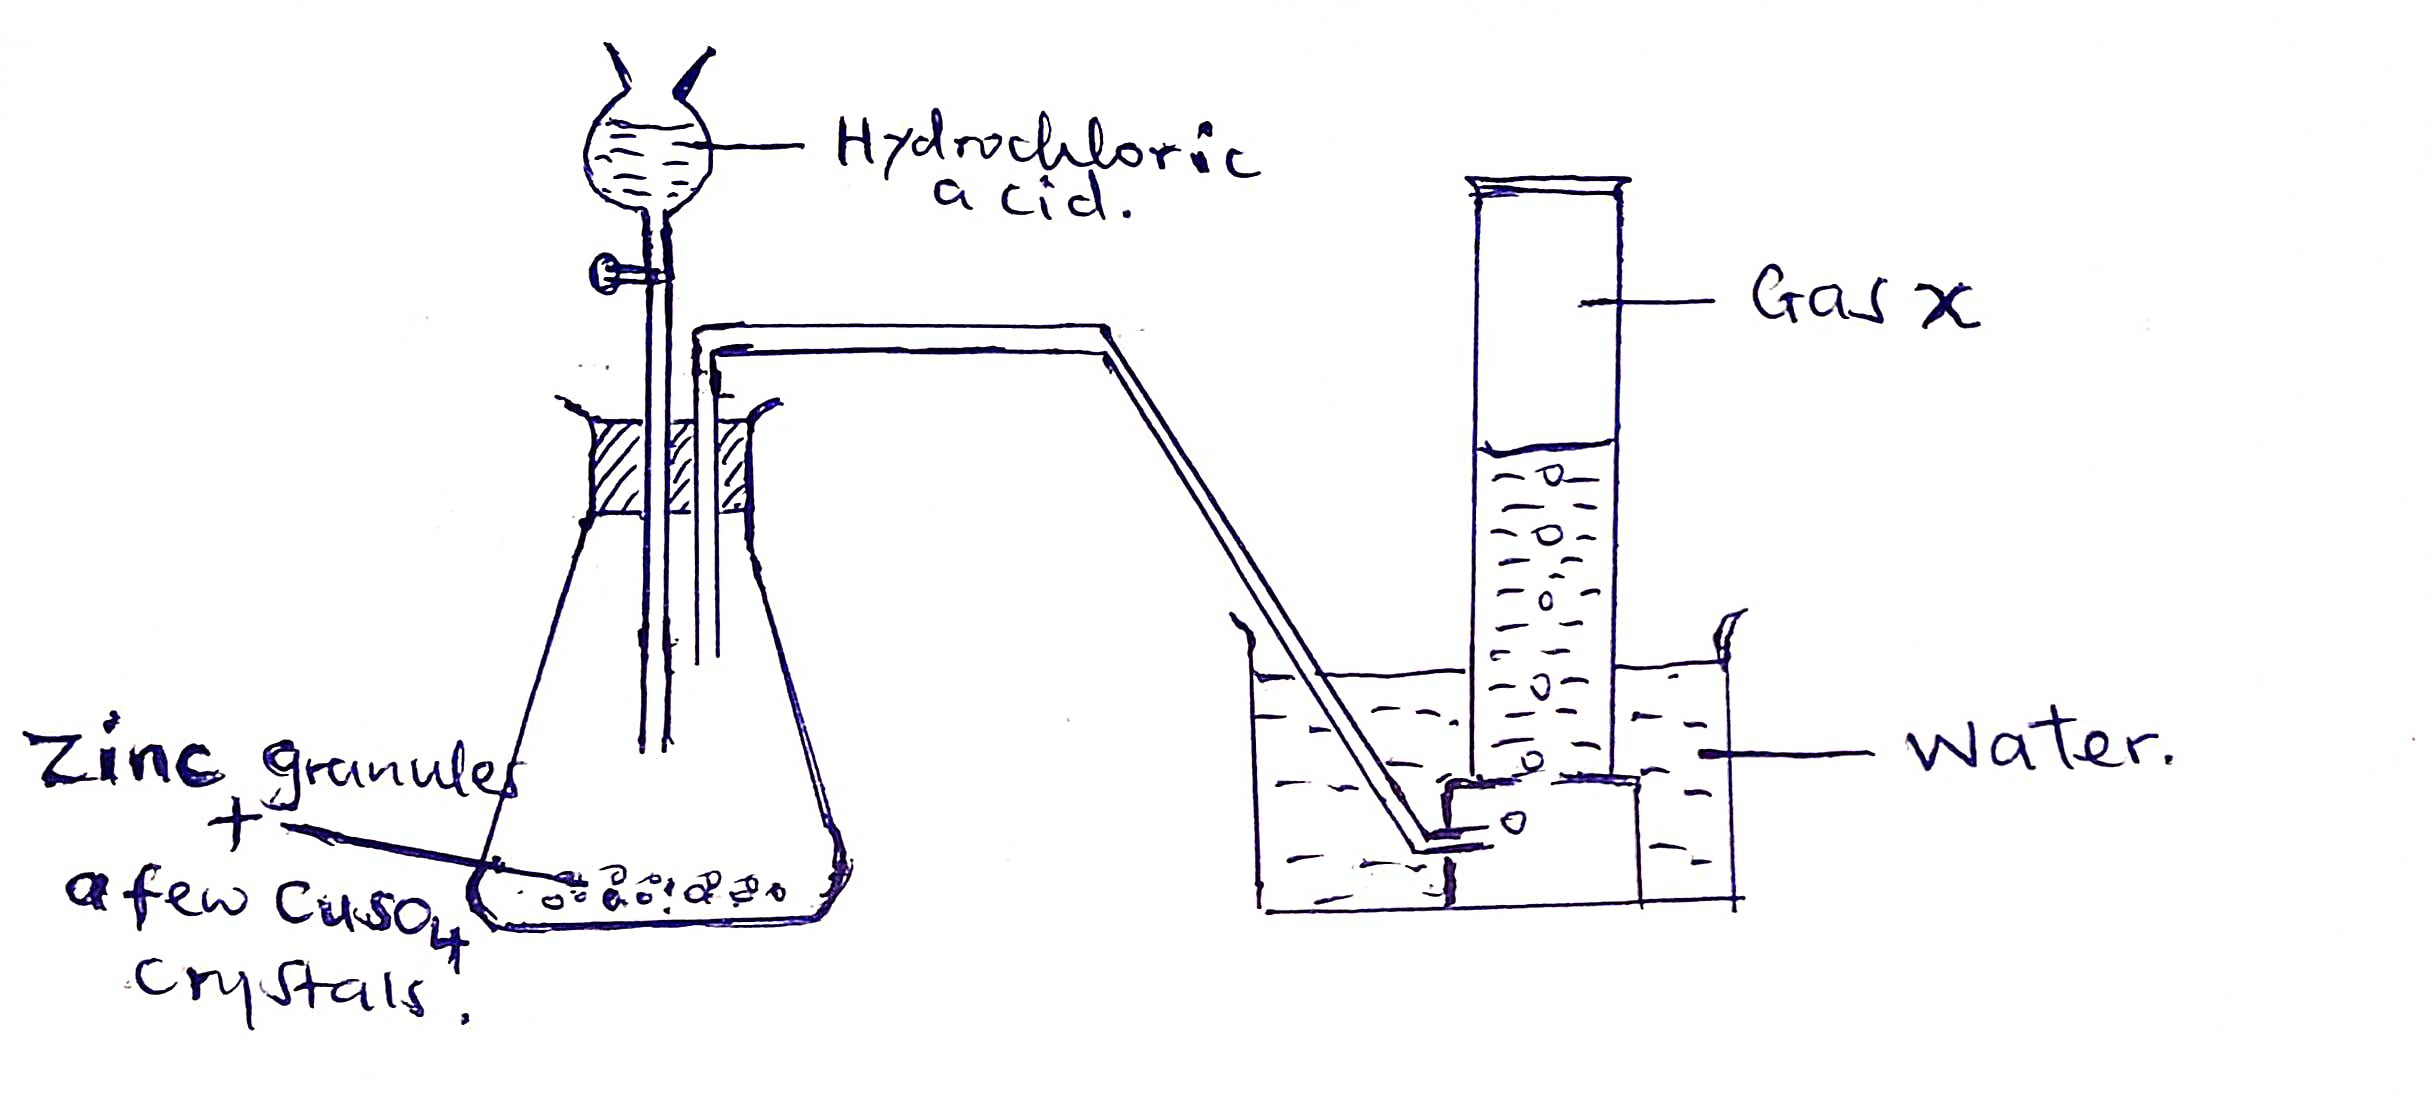 Hydrochloric
acid.
Gas x
Zinc granules
+
a few CuSO4
crystals.
Water.